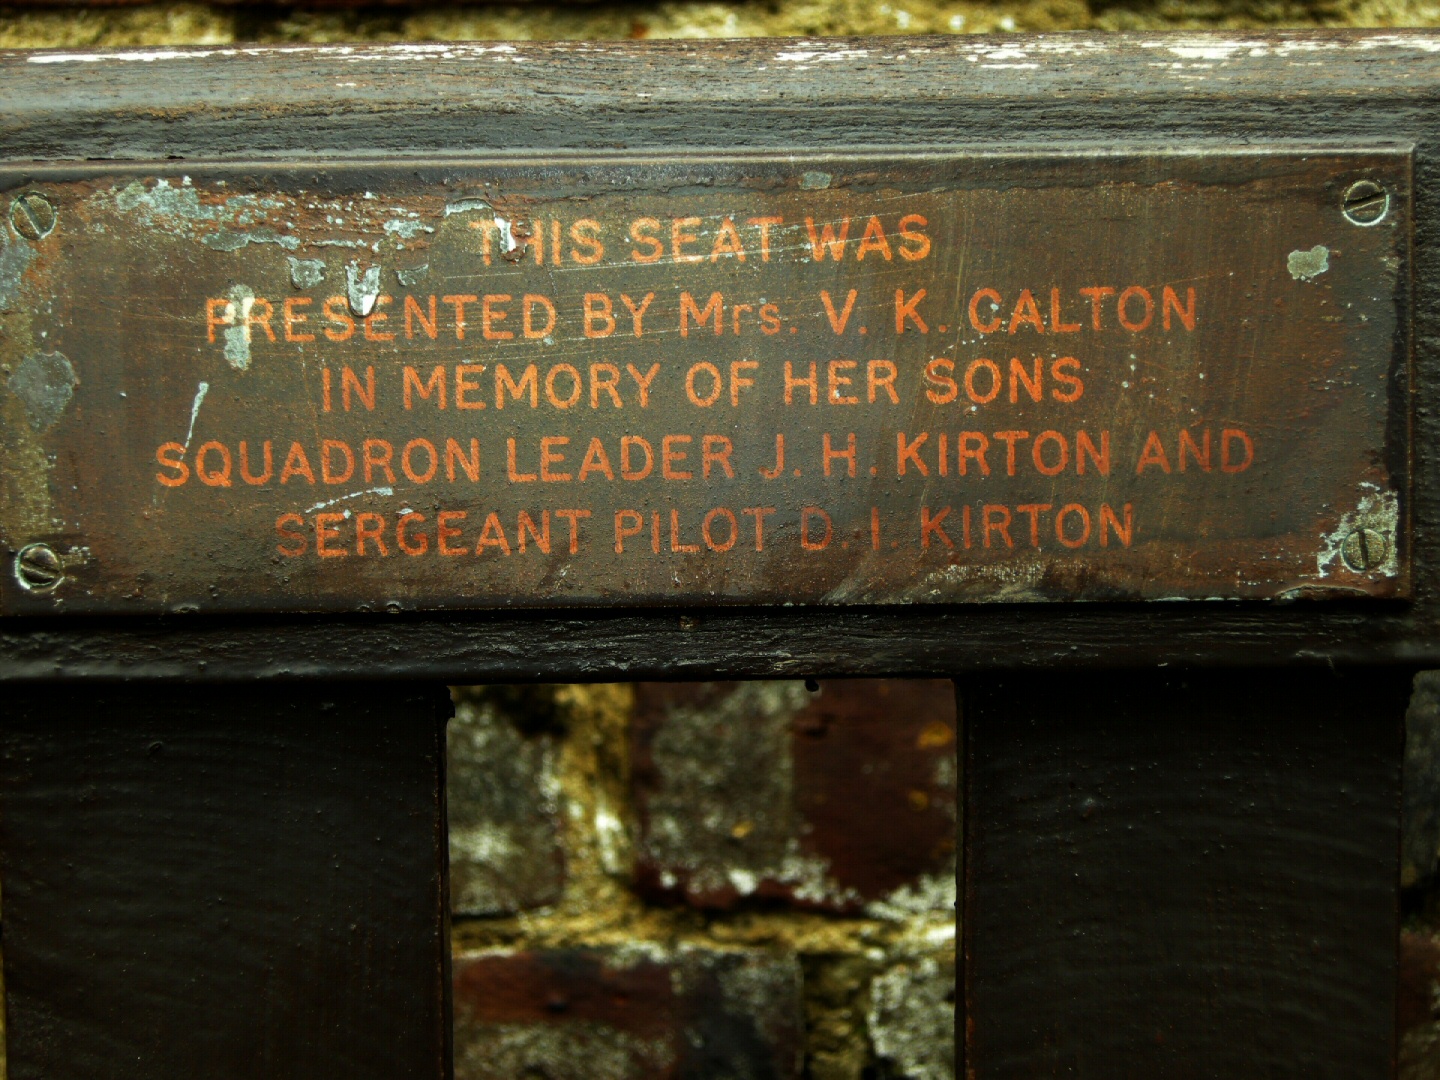 THIS SEAT WAS
PRESENTED BY Mrs. V. K. CALTON
IN MEMORY OF HER SONS
SQUADRON LEADER J. H. KIRTON AND
SERGEANT PILOT D. I. KIRTON